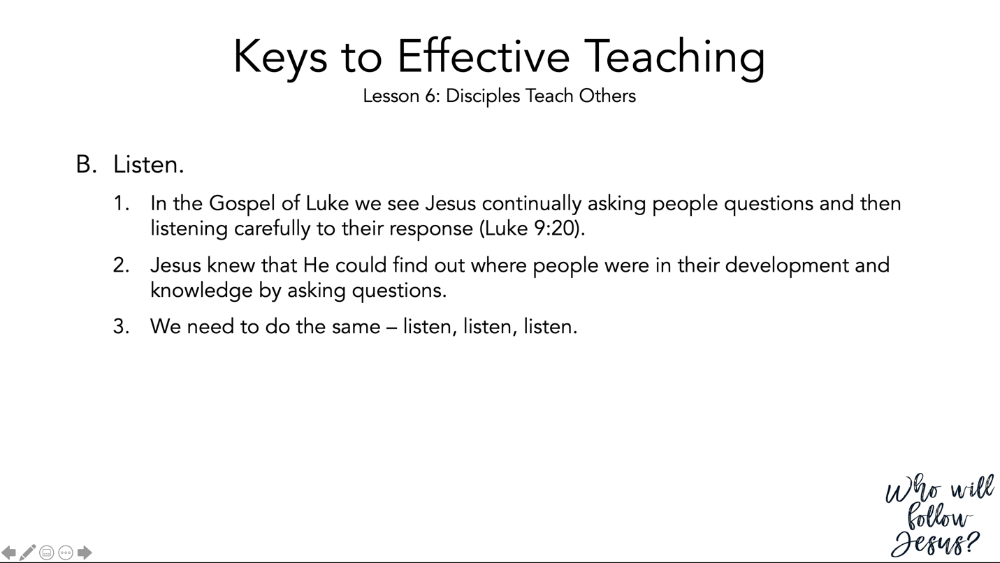 Keys to Effective Teaching
Lesson 6: Disciples Teach Others
B. Listen.
1. In the Gospel of Luke we see Jesus continually asking people questions and then
listening carefully to their response (Luke 9:20).
2. Jesus knew that He could find out where people were in their development and
knowledge by asking questions.
3. We need to do the same – listen, listen, listen.
Who will
follow
Jesus?